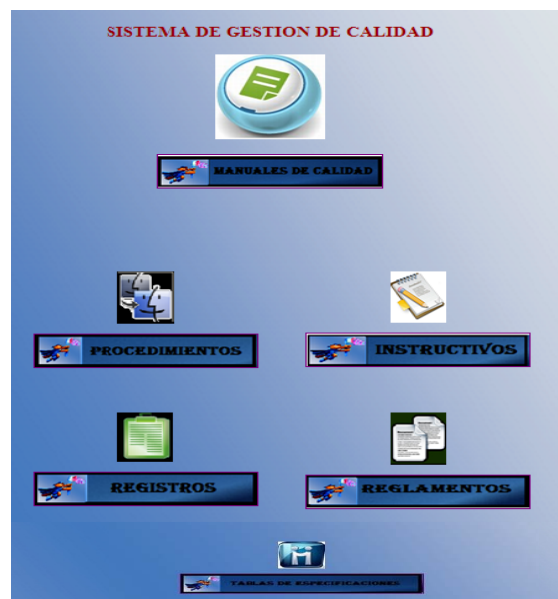 SISTEMA DE GESTION DE CALIDAD
MANUALES DE CALIDAD
PROCEDIMIENTOS
INSTRUCTIVOS
REGISTROS
REGLAMENTOS
TABLAS DE ESPECIFICACIONES